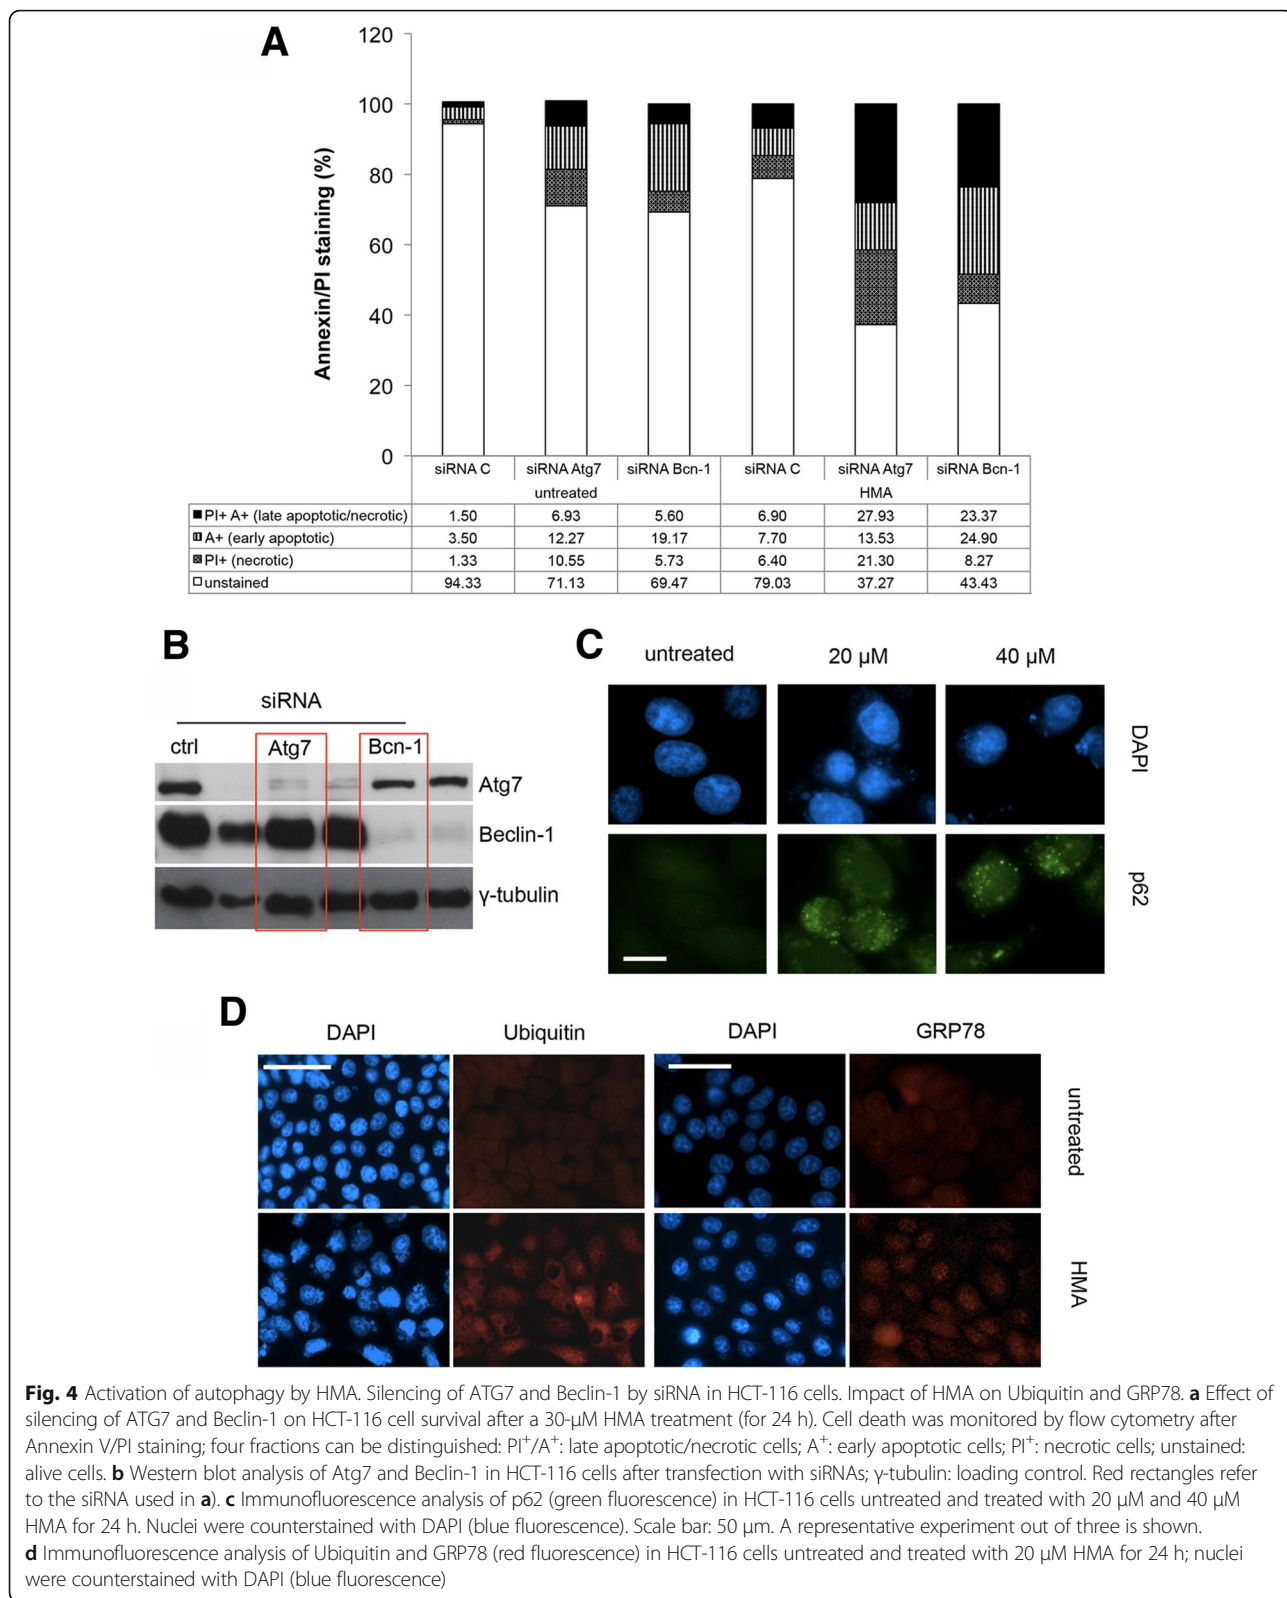 A
120
100
80
60
40
20
0
Annexin/PI staining (%)
siRNA C siRNA Atg7 siRNA Bcn-1 siRNA C siRNA Atg7 siRNA Bcn-1
untreated HMA
PI+ A+ (late apoptotic/necrotic) 1.50 6.93 5.60 6.90 27.93 23.37
A+ (early apoptotic) 3.50 12.27 19.17 7.70 13.53 24.90
PI+ (necrotic) 1.33 10.55 5.73 6.40 21.30 8.27
unstained 94.33 71.13 69.47 79.03 37.27 43.43
B
siRNA
ctrl Atg7 Bcn-1
Atg7
Beclin-1
γ-tubulin
C
untreated 20 µM 40 µM
DAPI
p62
D
DAPI Ubiquitin DAPI GRP78
untreated
HMA
Fig. 4 Activation of autophagy by HMA. Silencing of ATG7 and Beclin-1 by siRNA in HCT-116 cells. Impact of HMA on Ubiquitin and GRP78. a Effect of
silencing of ATG7 and Beclin-1 on HCT-116 cell survival after a 30-µM HMA treatment (for 24 h). Cell death was monitored by flow cytometry after
Annexin V/PI staining; four fractions can be distinguished: PI⁺/A⁺: late apoptotic/necrotic cells; A⁺: early apoptotic cells; PI⁺: necrotic cells; unstained:
alive cells. b Western blot analysis of Atg7 and Beclin-1 in HCT-116 cells after transfection with siRNAs; γ-tubulin: loading control. Red rectangles refer
to the siRNA used in a). c Immunofluorescence analysis of p62 (green fluorescence) in HCT-116 cells untreated and treated with 20 µM and 40 µM
HMA for 24 h. Nuclei were counterstained with DAPI (blue fluorescence). Scale bar: 50 µm. A representative experiment out of three is shown.
d Immunofluorescence analysis of Ubiquitin and GRP78 (red fluorescence) in HCT-116 cells untreated and treated with 20 µM HMA for 24 h; nuclei
were counterstained with DAPI (blue fluorescence)